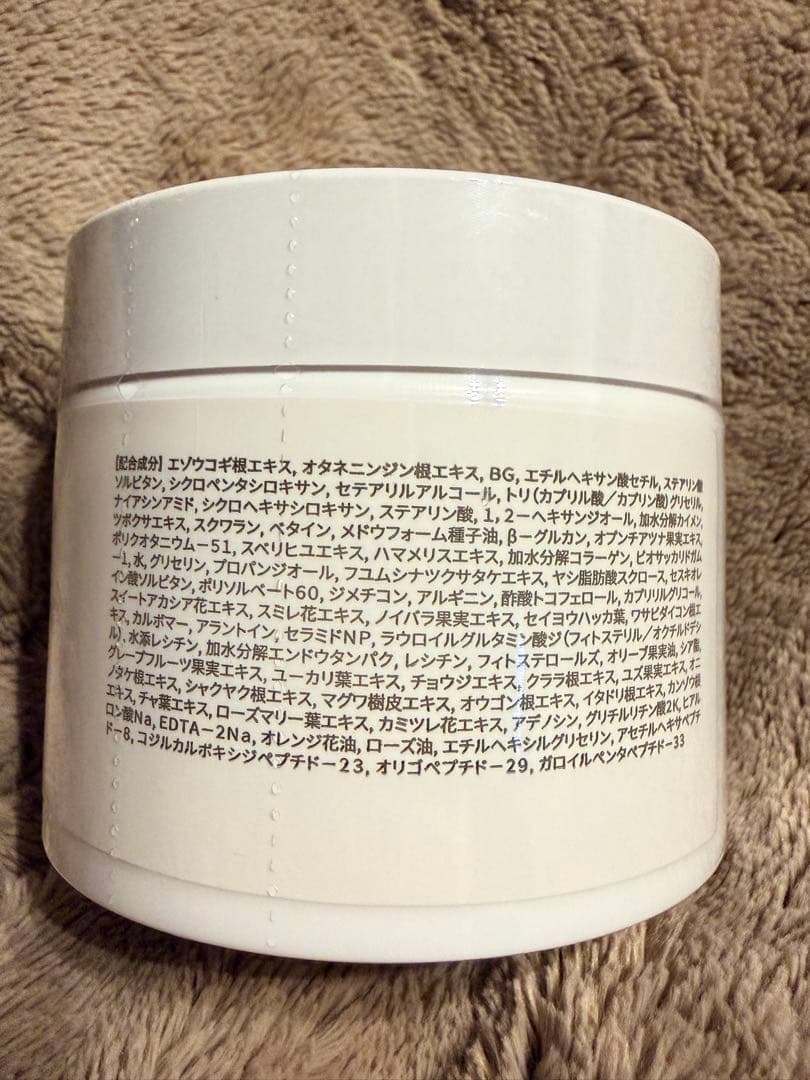 【配合成分】エゾウコギ根エキス, オタネニンジン根エキス, BG, エチルヘキサン酸セチル, ステアリン酸
ソルビタン, シクロペンタシロキサン, セテアリルアルコール, トリ(カプリル酸／カプリン酸)グリセリル,
ナイアシンアミド, シクロヘキサシロキサン, ステアリン酸, 1, 2－ヘキサンジオール, 加水分解カイメン,
ツボクサエキス, スクワラン, ベタイン, メドウフォーム種子油, β－グルカン, オプンチアツナ果実エキス,
ポリクオタニウム－51, スベリヒユエキス, ハマメリスエキス, 加水分解コラーゲン, ビオサッカリドガム
－1, 水, グリセリン, プロパンジオール, フユムシナツクサタケエキス, ヤシ脂肪酸スクロース, セスキオレ
イン酸ソルビタン, ポリソルベート60, ジメチコン, アルギニン, 酢酸トコフェロール, カプリリルグリコール,
スイートアカシア花エキス, スミレ花エキス, ノイバラ果実エキス, セイヨウハッカ葉, ワサビダイコン根エ
キス, カルボマー, アラントイン, セラミドNP, ラウロイルグルタミン酸ジ(フィトステリル／オクチルドデシ
ル), 水添レシチン, 加水分解エンドウタンパク, レシチン, フィトステロールズ, オリーブ果実油, シア脂,
グレープフルーツ果実エキス, ユーカリ葉エキス, チョウジエキス, クララ根エキス, ユズ果実エキス, オニ
ノタケ根エキス, シャクヤク根エキス, マグワ樹皮エキス, オウゴン根エキス, イタドリ根エキス, カンゾウ根
エキス, チャ葉エキス, ローズマリー葉エキス, カミツレ花エキス, アデノシン, グリチルリチン酸2K, ヒアル
ロン酸Na, EDTA－2Na, オレンジ花油, ローズ油, エチルヘキシルグリセリン, アセチルヘキサペプチ
ド－8, コジルカルボキシジペプチド－23, オリゴペプチド－29, ガロイルペンタペプチド－33